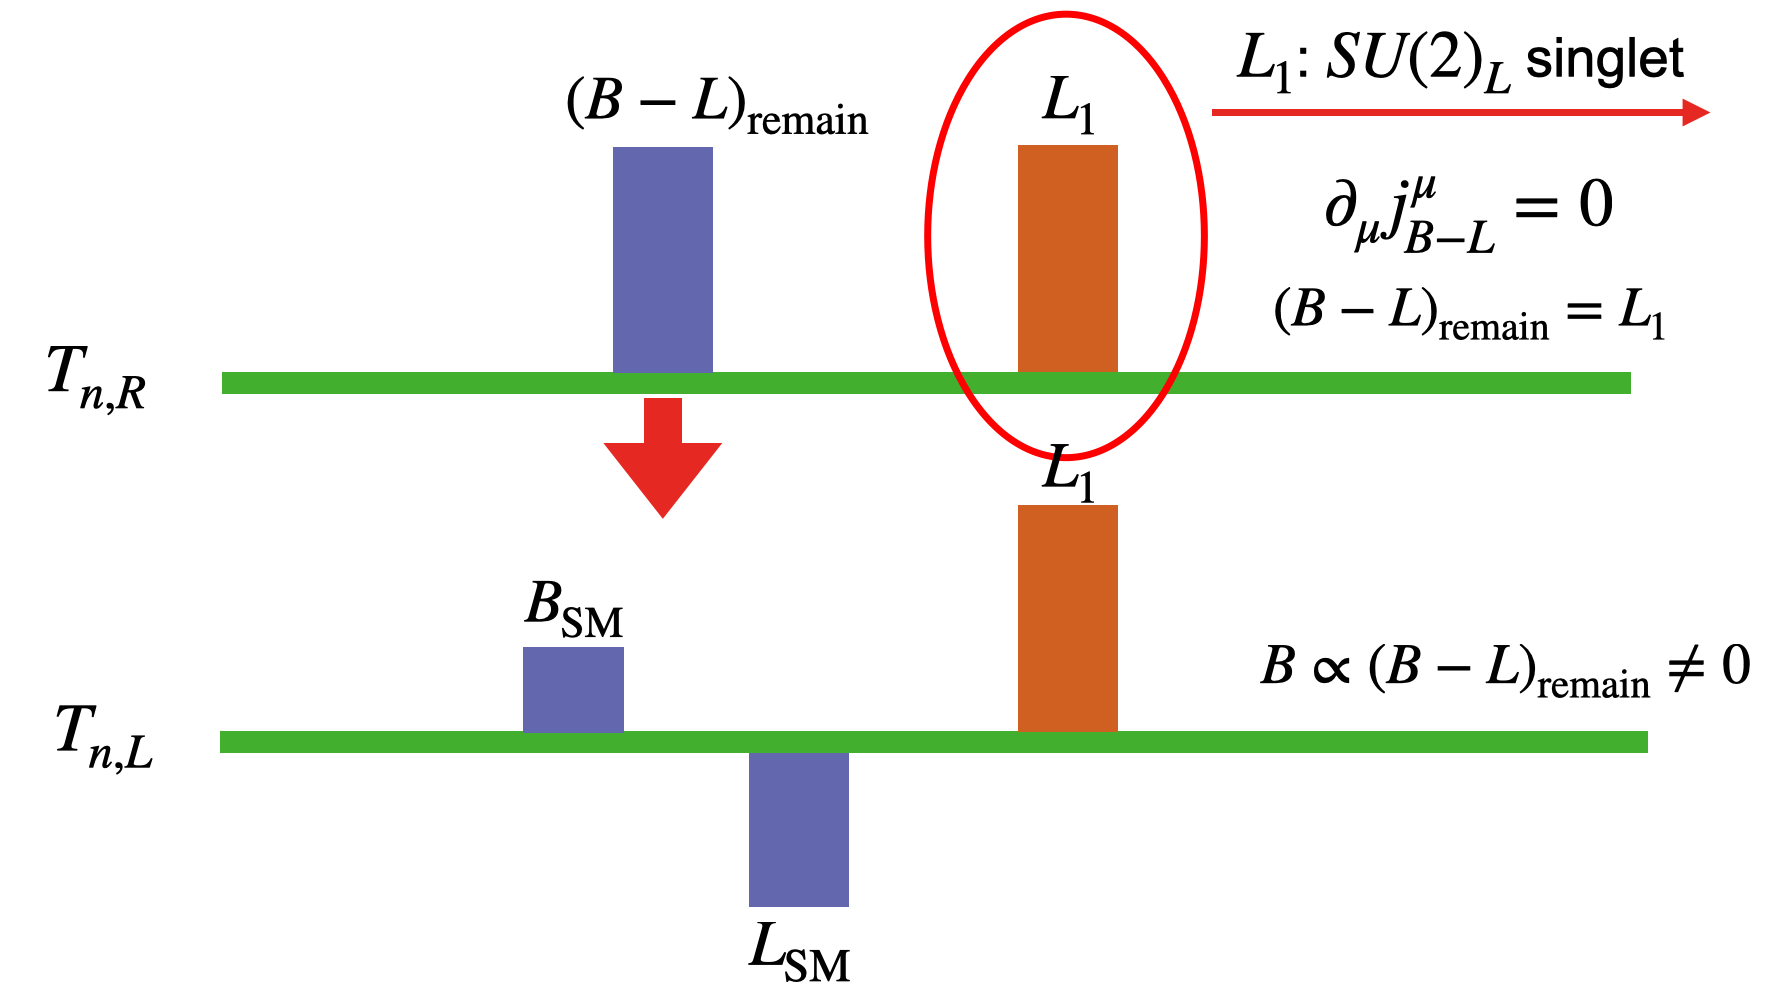 L₁: SU(2)_L singlet
(B − L)_remain
L₁
∂_μ j^μ_{B−L} = 0
(B − L)_remain = L₁
T_{n,R}
L₁
B_SM
B ∝ (B − L)_remain ≠ 0
T_{n,L}
L_SM